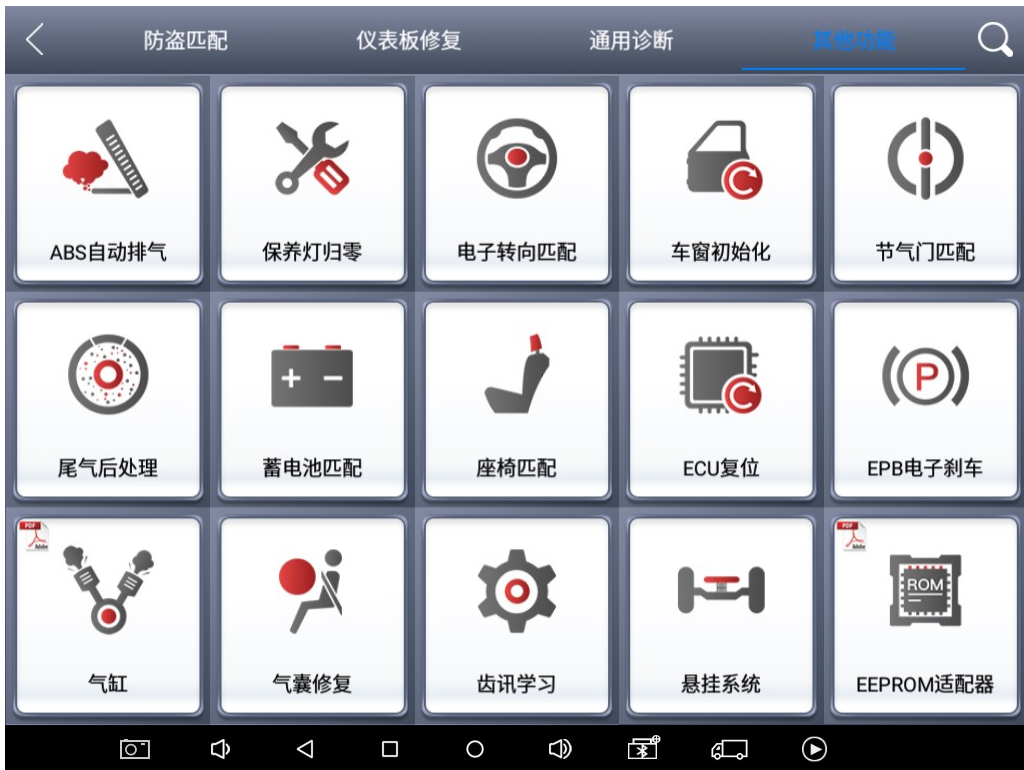 防盗匹配
仪表板修复
通用诊断
其他功能
ABS自动排气
保养灯归零
电子转向匹配
车窗初始化
节气门匹配
尾气后处理
蓄电池匹配
座椅匹配
ECU复位
P
EPB电子刹车
PDF
Adobe
气缸
气囊修复
齿讯学习
悬挂系统
PDF
Adobe
ROM
EEPROM适配器